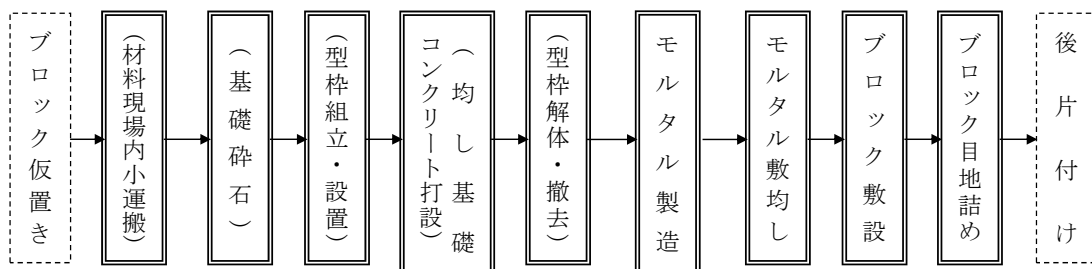 ブロック仮置き
(材料現場内小運搬)
(基礎砕石)
(型枠組立・設置)
(均し基礎
コンクリート打設)
(型枠解体・撤去)
モルタル製造
モルタル敷均し
ブロック敷設
ブロック目地詰め
後片付け